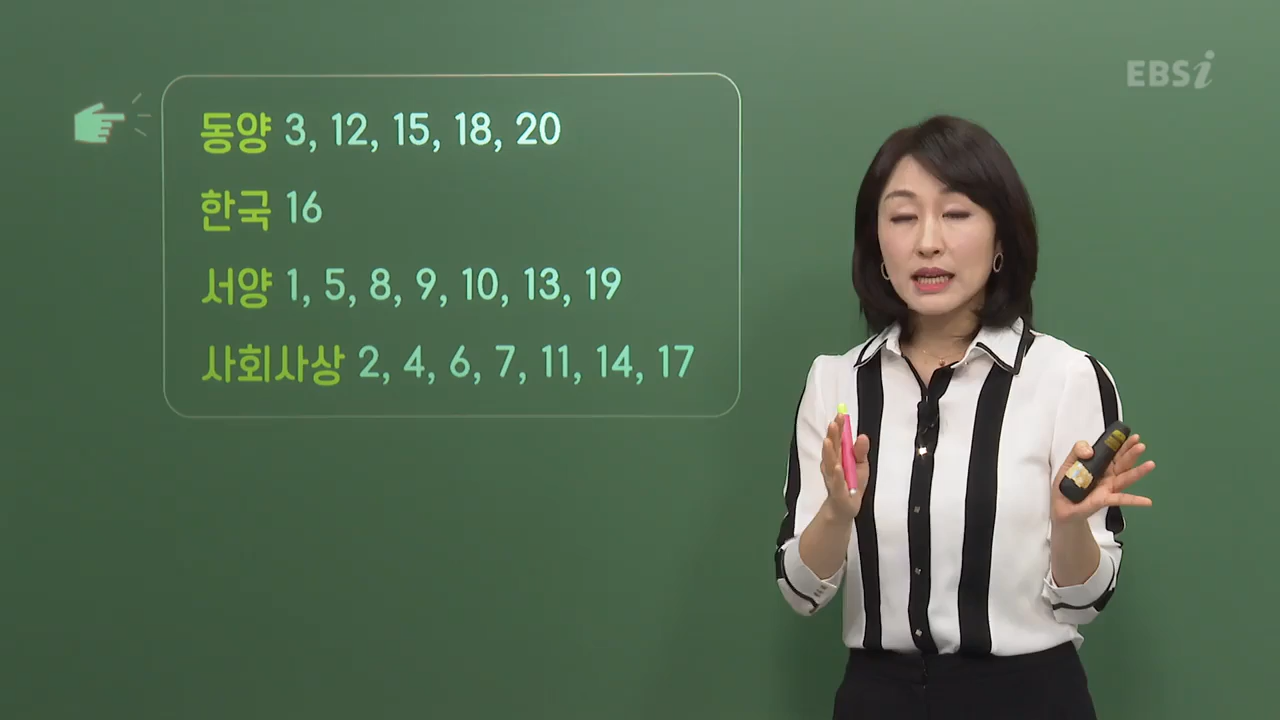 EBSi
동양 3, 12, 15, 18, 20
한국 16
서양 1, 5, 8, 9, 10, 13, 19
사회사상 2, 4, 6, 7, 11, 14, 17